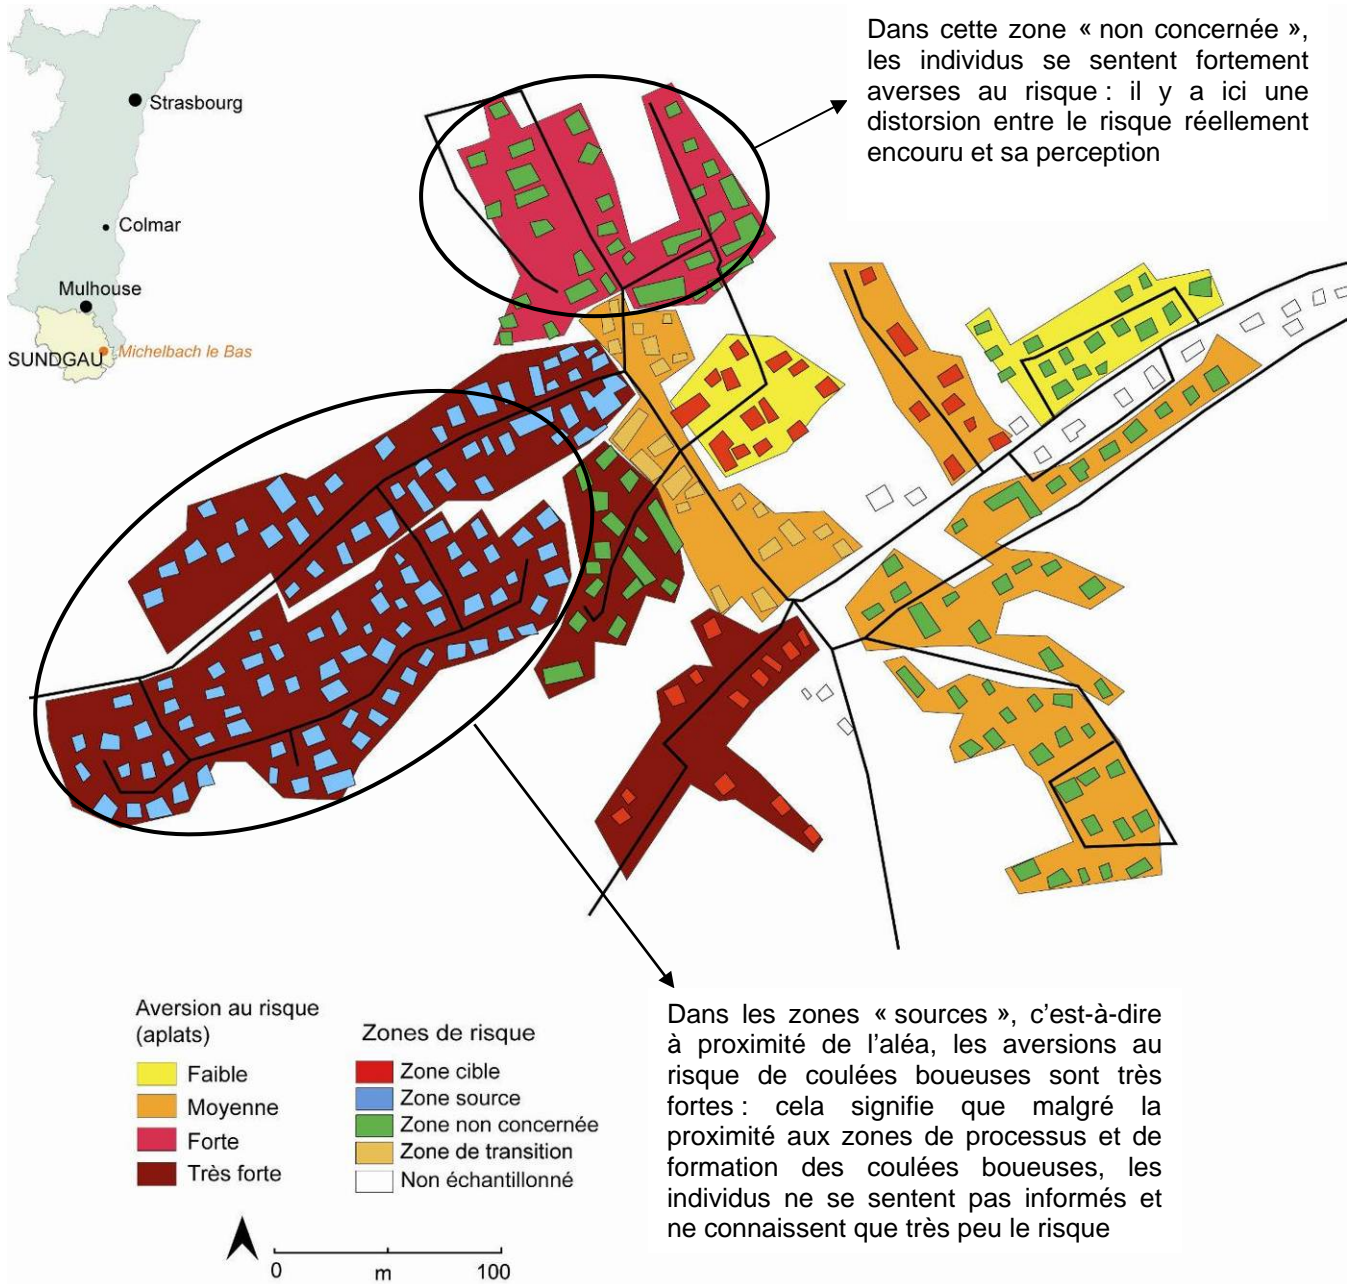 Dans cette zone « non concernée »,
les individus se sentent fortement
averses au risque : il y a ici une
distorsion entre le risque réellement
encouru et sa perception
Strasbourg
Colmar
Mulhouse
SUNDGAU
Michelbach le Bas
Aversion au risque
(aplats)
Faible
Moyenne
Forte
Très forte
Zones de risque
Zone cible
Zone source
Zone non concernée
Zone de transition
Non échantillonné
0 m 100
Dans les zones « sources », c’est-à-dire
à proximité de l’aléa, les aversions au
risque de coulées boueuses sont très
fortes : cela signifie que malgré la
proximité aux zones de processus et de
formation des coulées boueuses, les
individus ne se sentent pas informés et
ne connaissent que très peu le risque